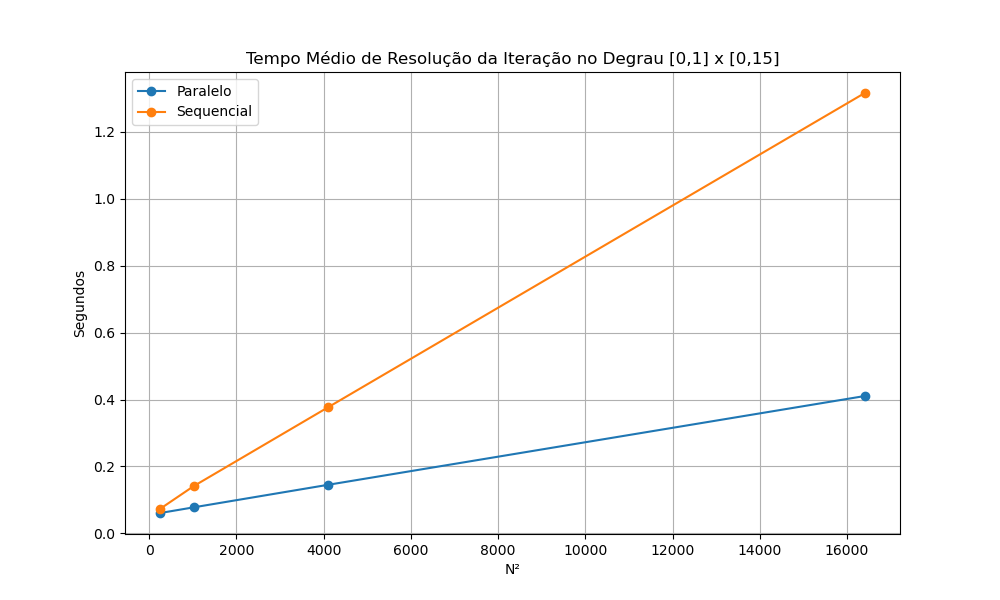 Tempo Médio de Resolução da Iteração no Degrau [0,1] x [0,15]
Paralelo
Sequencial
1.2
1.0
0.8
0.6
0.4
0.2
0.0
Segundos
0 2000 4000 6000 8000 10000 12000 14000 16000
N²